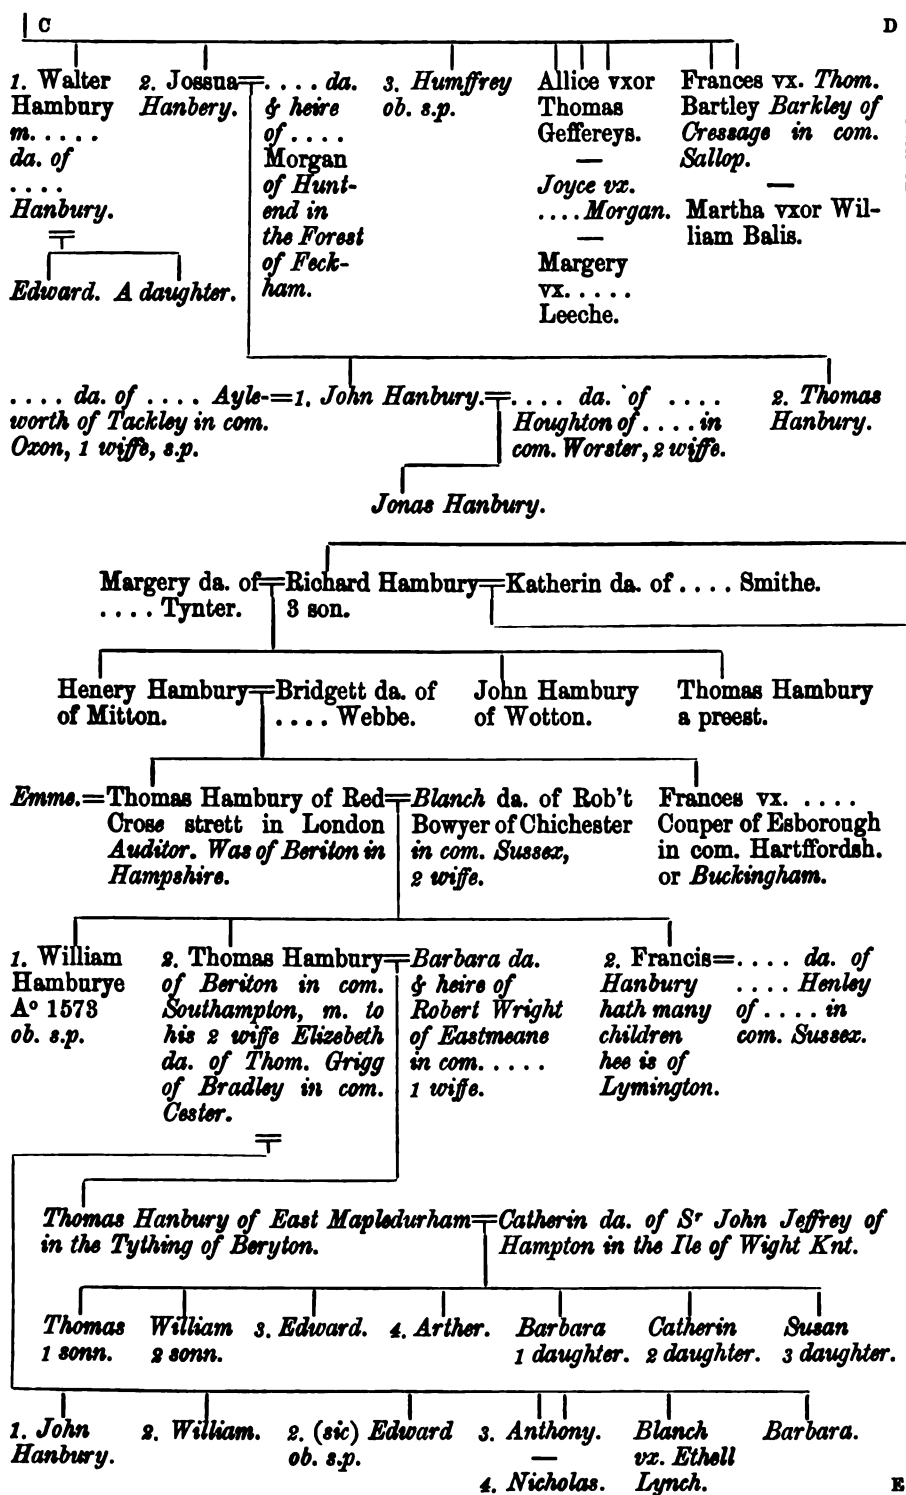 C
D
1. Walter
Hambury
m. . . . .
da. of
. . . .
Hanbury.
2. Jossua=
Hanbery.
. . . . da.
& heire
of . . . .
Morgan
of Hunt-
end in
the Forest
of Feck-
ham.
3. Humffrey
ob. s.p.
Allice vxor
Thomas
Geffereys.
—
Joyce vx.
. . . . Morgan.
—
Margery
vx. . . . .
Leeche.
Frances vx. Thom.
Bartley Barkley of
Cressage in com.
Sallop.
—
Martha vxor Wil-
liam Balis.
Edward. A daughter.
. . . . da. of . . . . Ayle-=1. John Hanbury.=. . . . da. of . . . .
worth of Tackley in com.
Oxon, 1 wiffe, s.p.
Houghton of . . . . in
com. Worster, 2 wiffe.
2. Thomas
Hanbury.
Jonas Hanbury.
Margery da. of=Richard Hambury=Katherin da. of . . . . Smithe.
. . . . Tynter. 3 son.
Henery Hambury=Bridgett da. of
of Mitton. . . . . Webbe.
John Hambury
of Wotton.
Thomas Hambury
a preest.
Emme.=Thomas Hambury of Red=
Crose strett in London
Auditor. Was of Beriton in
Hampshire.
Blanch da. of Rob't
Bowyer of Chichester
in com. Sussex,
2 wiffe.
Frances vx. . . . .
Couper of Esborough
in com. Hartffordsh.
or Buckingham.
1. William
Hamburye
Aº 1573
ob. s.p.
2. Thomas Hambury=
of Beriton in com.
Southampton, m. to
his 2 wiffe Elizebeth
da. of Thom. Grigg
of Bradley in com.
Cester.
Barbara da.
& heire of
Robert Wright
of Eastmeane
in com. . . . .
1 wiffe.
2. Francis=
Hanbury
hath many
children
hee is of
Lymington.
. . . . da. of
. . . . Henley
of . . . . in
com. Sussex.
Thomas Hanbury of East Mapledurham=Catherin da. of Sr John Jeffrey of
in the Tything of Beryton. Hampton in the Ile of Wight Knt.
Thomas
1 sonn.
William
2 sonn.
3. Edward.
4. Arther.
Barbara
1 daughter.
Catherin
2 daughter.
Susan
3 daughter.
1. John
Hanbury.
2. William.
2. (sic) Edward
ob. s.p.
3. Anthony.
—
4. Nicholas.
Blanch
vx. Ethell
Lynch.
Barbara.
E